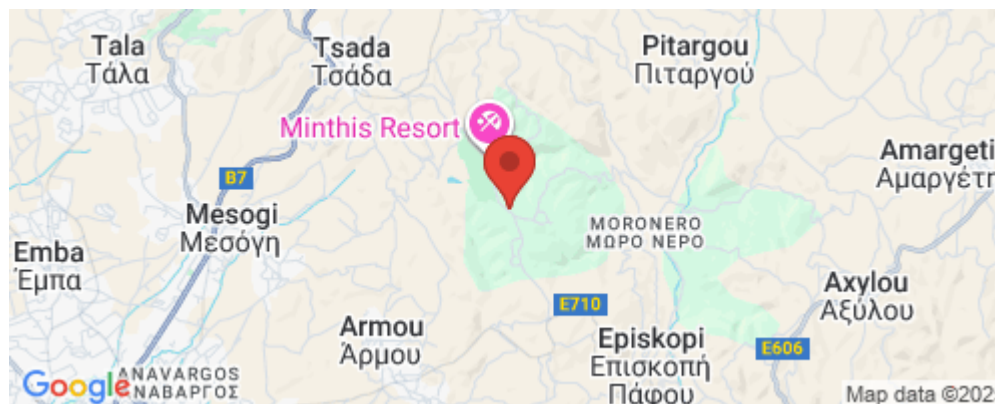 Tala
Τάλα
Tsada
Τσάδα
Pitargou
Πιταργού
Minthis Resort
Amargeti
Αμαργέτη
B7
Mesogi
Μεσόγη
MORONERO
ΜΩΡΟ ΝΕΡΟ
Emba
Έμπα
Axylou
Αξύλου
E710
Armou
Άρμου
Episkopi
Επισκοπή
Πάφου
E606
ANAVARGOS
ΑΝΑΒΑΡΓΟΣ
Google
Map data ©202